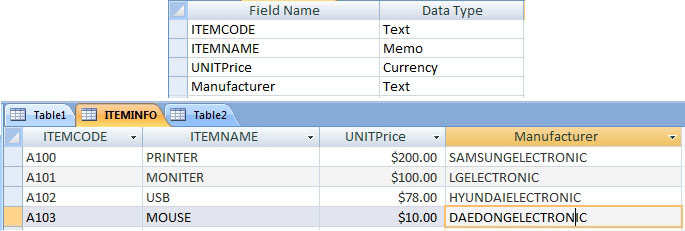 Field Name Data Type
ITEMCODE Text
ITEMNAME Memo
UNITPrice Currency
Manufacturer Text
Table1 ITEMINFO Table2
ITEMCODE ITEMNAME UNITPrice Manufacturer
A100 PRINTER $200.00 SAMSUNGELECTRONIC
A101 MONITER $100.00 LGELECTRONIC
A102 USB $78.00 HYUNDAIELECTRONIC
A103 MOUSE $10.00 DAEDONGELECTRONIC